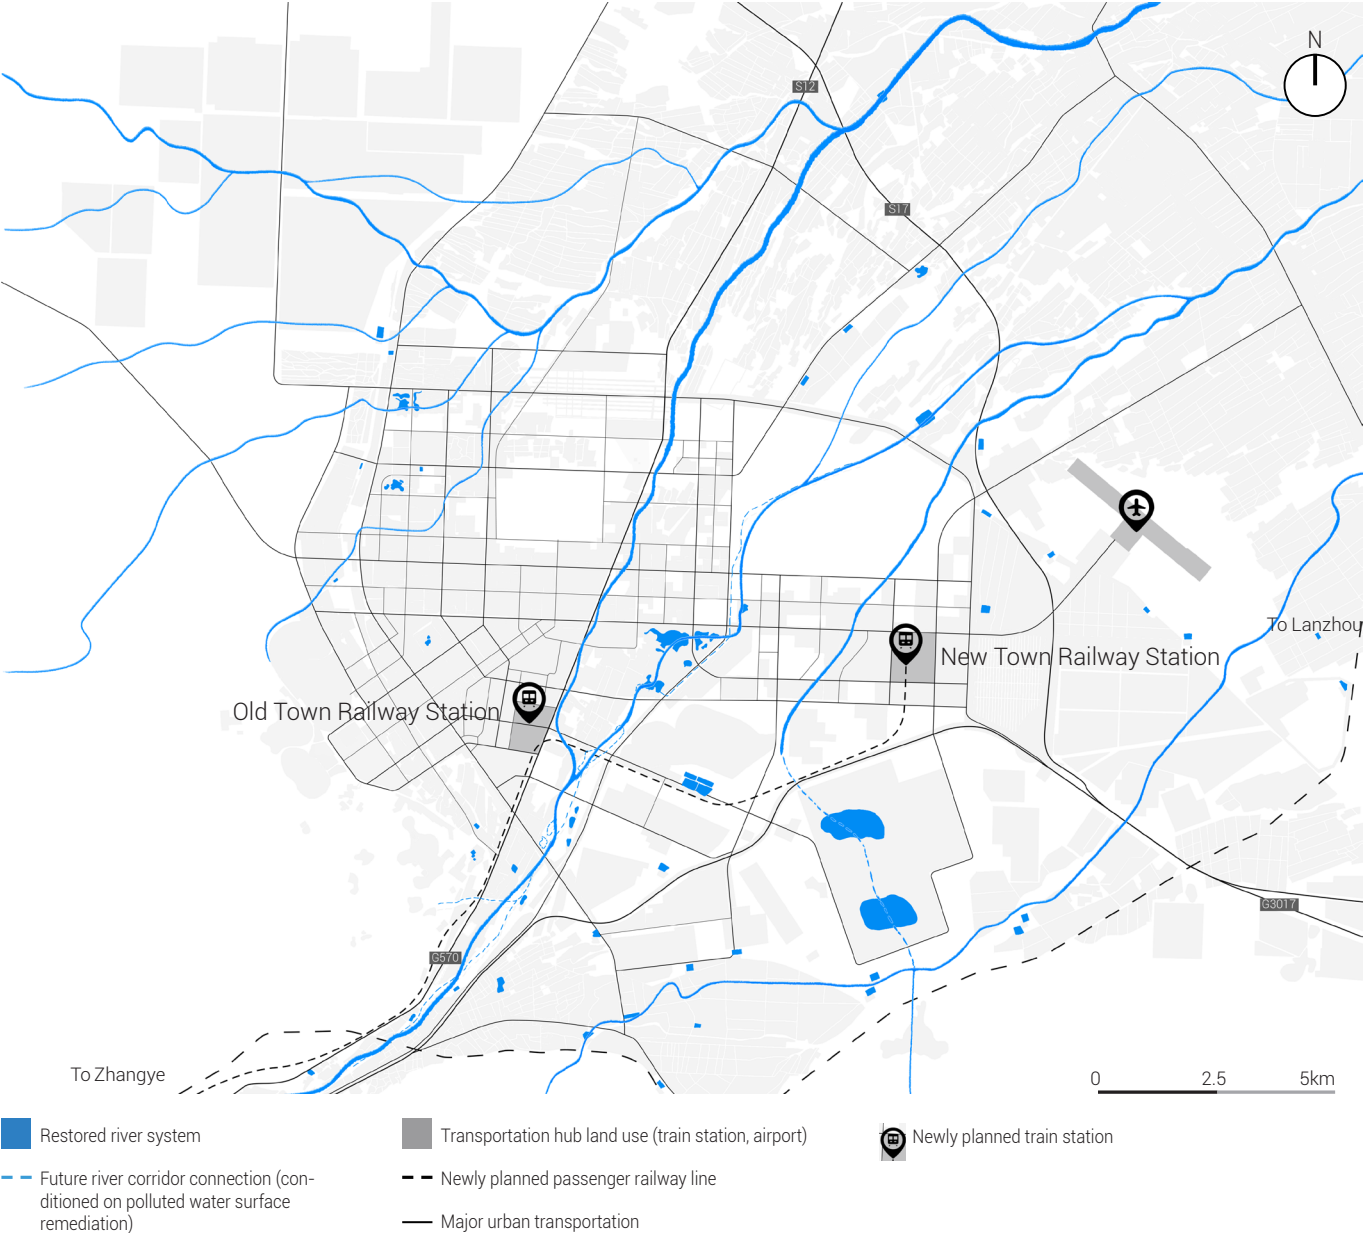 N
S12
S17
To Lanzhou
New Town Railway Station
Old Town Railway Station
G3017
G570
To Zhangye
0 2.5 5km
Restored river system
Future river corridor connection (con-
ditioned on polluted water surface
remediation)
Transportation hub land use (train station, airport)
Newly planned passenger railway line
Major urban transportation
Newly planned train station